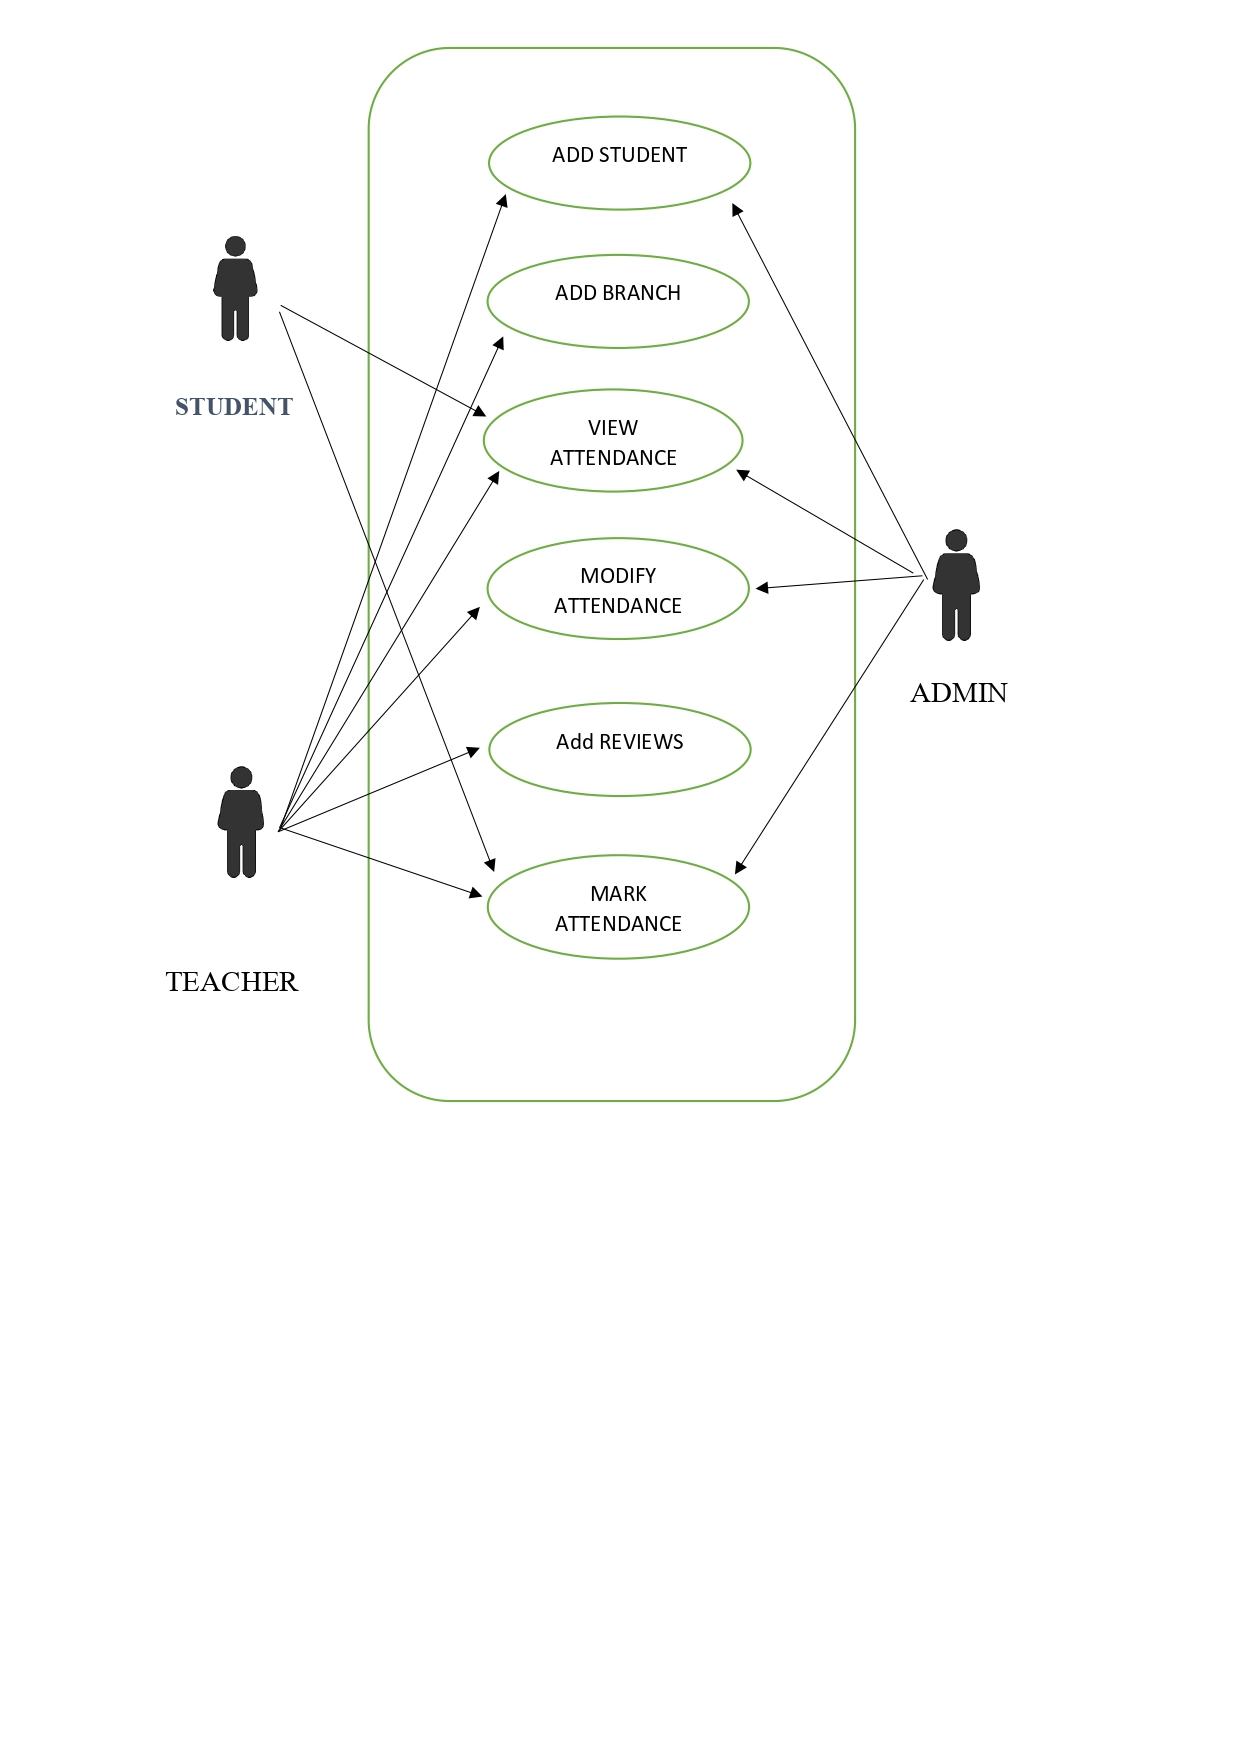 ADD STUDENT
ADD BRANCH
STUDENT
VIEW
ATTENDANCE
MODIFY
ATTENDANCE
ADMIN
Add REVIEWS
MARK
ATTENDANCE
TEACHER